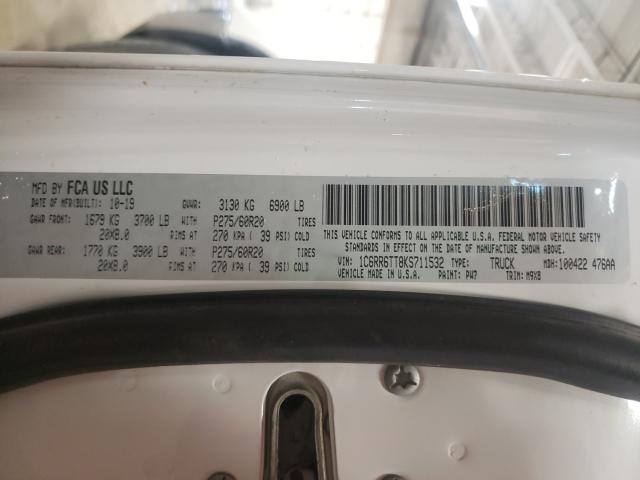 MFD BY FCA US LLC
DATE OF MFR(BUILT): 10-19 GVWR: 3130 KG 6900 LB
GAWR FRONT: 1679 KG 3700 LB WITH P275/60R20 TIRES
20X8.0 RIMS AT 270 KPA ( 39 PSI) COLD
GAWR REAR: 1770 KG 3900 LB WITH P275/60R20 TIRES
20X8.0 RIMS AT 270 KPA ( 39 PSI) COLD
THIS VEHICLE CONFORMS TO ALL APPLICABLE U.S.A. FEDERAL MOTOR VEHICLE SAFETY
STANDARDS IN EFFECT ON THE DATE OF MANUFACTURE SHOWN ABOVE.
VIN: 1C6RR6TT8KS711532 TYPE: TRUCK MDH: 100422 476AA
VEHICLE MADE IN U.S.A. PAINT: PW7 TRIM: M9X8